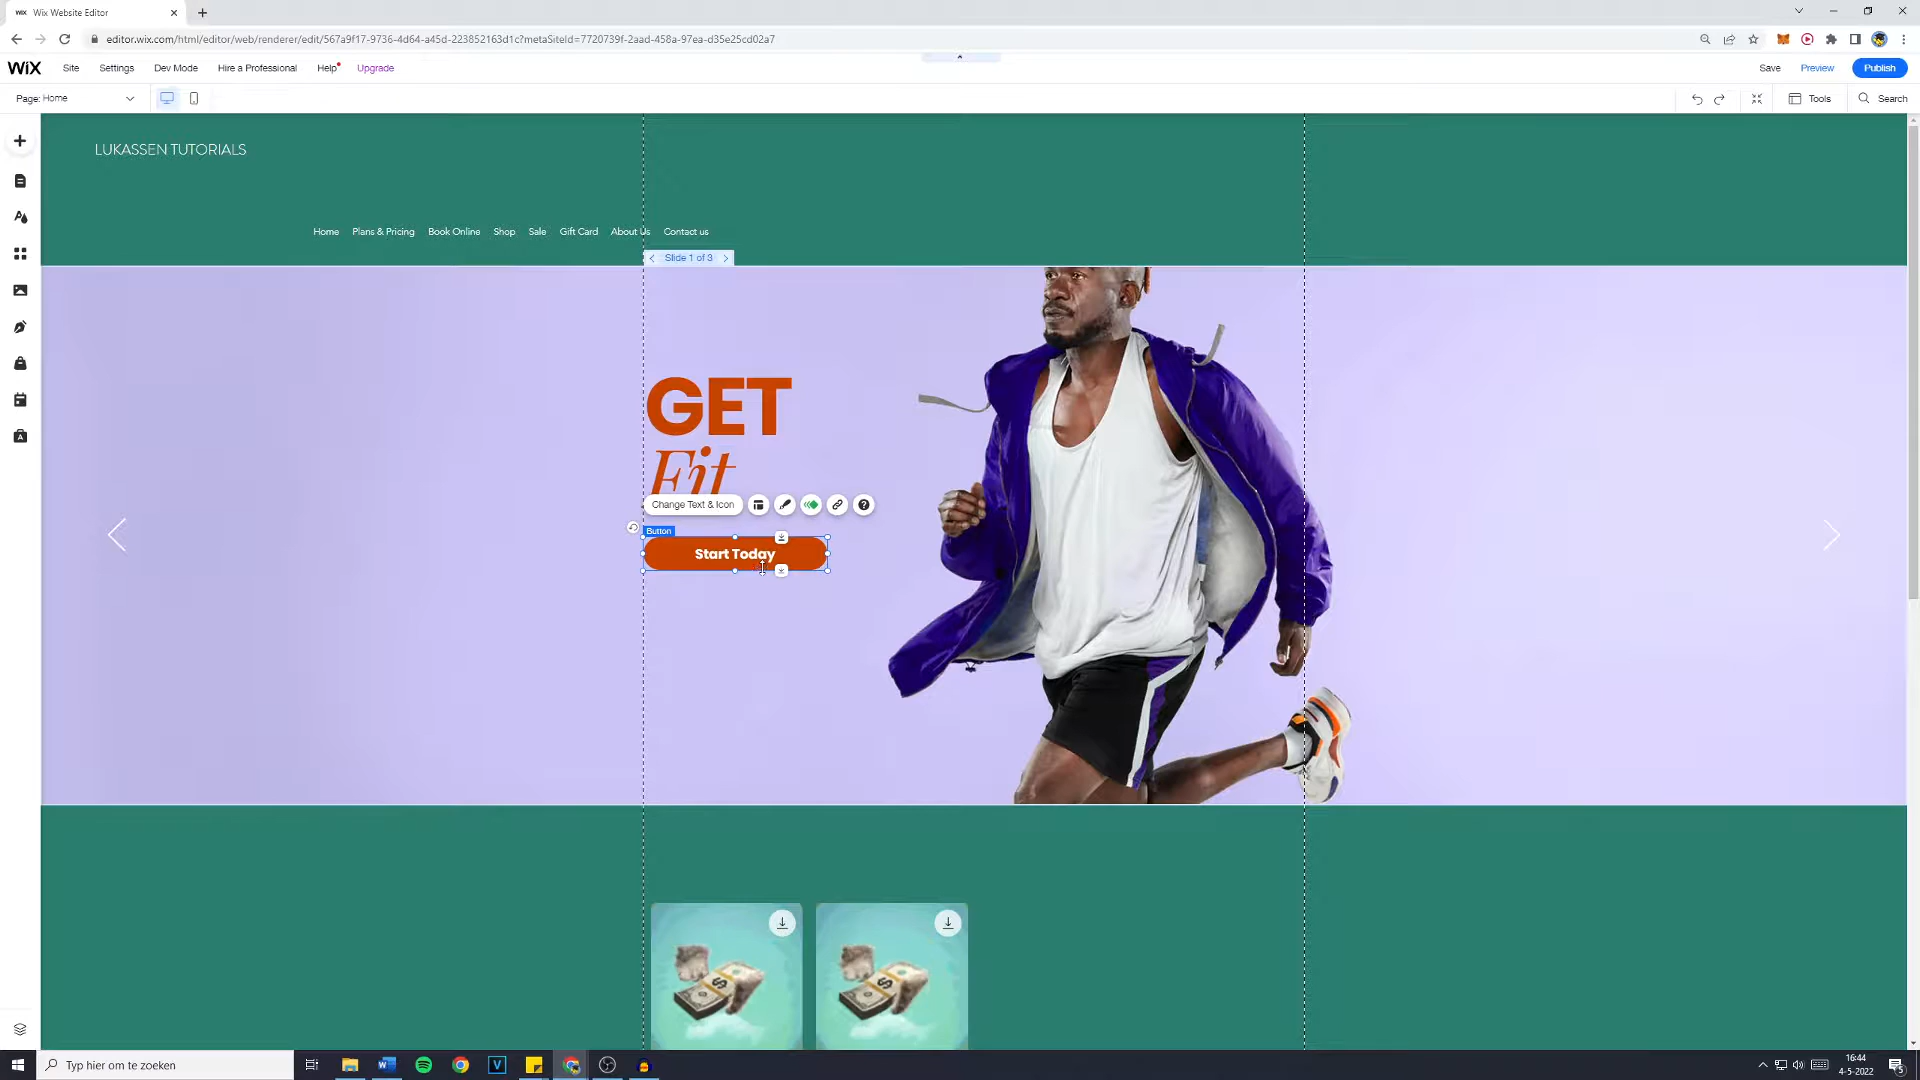 WiX Wix Website Editor
editor.wix.com/html/editor/web/renderer/edit/567a9f17-9736-4d64-a45d-223852163d1c?metaSiteId=7720739f-2aad-458a-97ea-d35e25cd02a7
WiX Site Settings Dev Mode Hire a Professional Help Upgrade Save Preview Publish
Page: Home Tools Search
LUKASSEN TUTORIALS
Home Plans & Pricing Book Online Shop Sale Gift Card About Us Contact us
Slide 1 of 3
GET
Fit
Change Text & Icon
Button
Start Today
Typ hier om te zoeken
16:44
4-5-2022